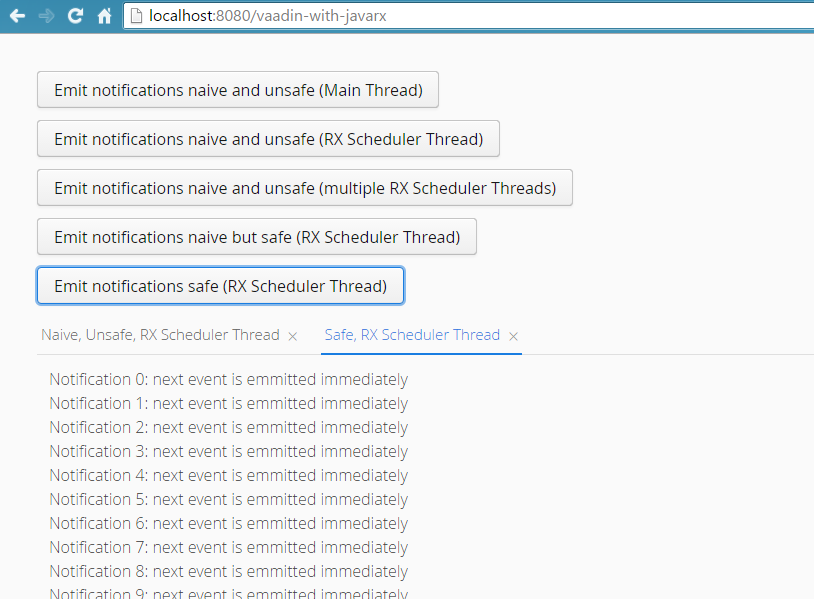 localhost:8080/vaadin-with-javarx
Emit notifications naive and unsafe (Main Thread)
Emit notifications naive and unsafe (RX Scheduler Thread)
Emit notifications naive and unsafe (multiple RX Scheduler Threads)
Emit notifications naive but safe (RX Scheduler Thread)
Emit notifications safe (RX Scheduler Thread)
Naive, Unsafe, RX Scheduler Thread × Safe, RX Scheduler Thread ×
Notification 0: next event is emmitted immediately
Notification 1: next event is emmitted immediately
Notification 2: next event is emmitted immediately
Notification 3: next event is emmitted immediately
Notification 4: next event is emmitted immediately
Notification 5: next event is emmitted immediately
Notification 6: next event is emmitted immediately
Notification 7: next event is emmitted immediately
Notification 8: next event is emmitted immediately
Notification 9: next event is emmitted immediately